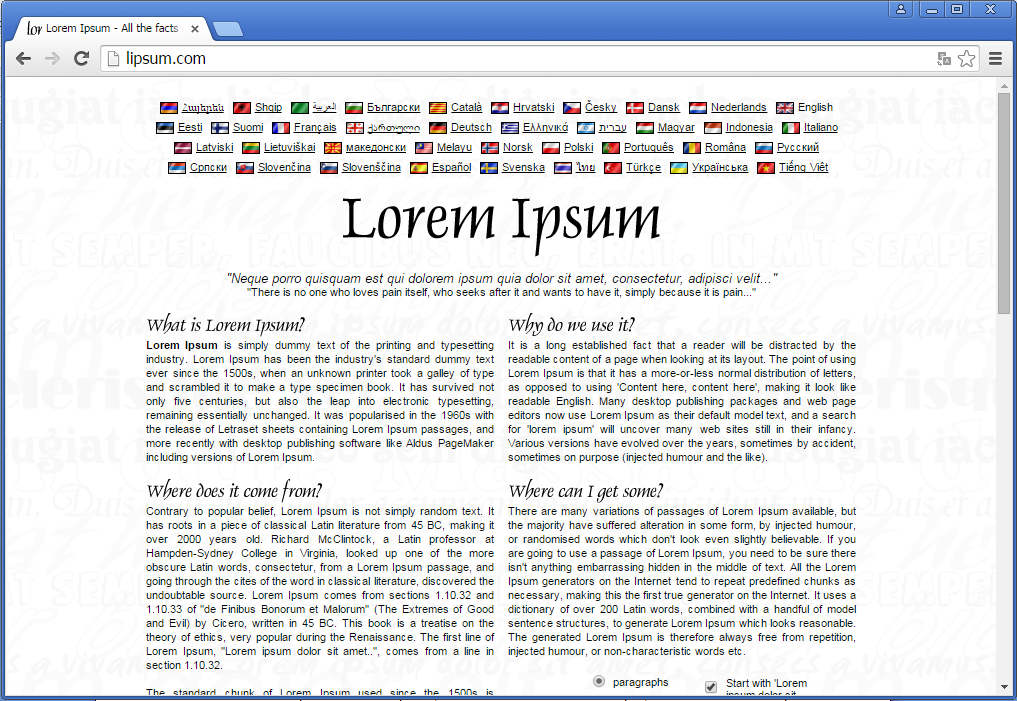 lor Lorem Ipsum - All the facts
lipsum.com
Հայերեն Shqip العربية Български Català Hrvatski Česky Dansk Nederlands English
Eesti Suomi Français ქართული Deutsch Ελληνικά עברית Magyar Indonesia Italiano
Latviski Lietuviškai македонски Melayu Norsk Polski Português Româna Русский
Српски Slovenčina Slovenščina Español Svenska ไทย Türkçe Українська Tiếng Việt
Lorem Ipsum
"Neque porro quisquam est qui dolorem ipsum quia dolor sit amet, consectetur, adipisci velit..."
"There is no one who loves pain itself, who seeks after it and wants to have it, simply because it is pain..."
What is Lorem Ipsum?
Lorem Ipsum is simply dummy text of the printing and typesetting
industry. Lorem Ipsum has been the industry's standard dummy text
ever since the 1500s, when an unknown printer took a galley of type
and scrambled it to make a type specimen book. It has survived not
only five centuries, but also the leap into electronic typesetting,
remaining essentially unchanged. It was popularised in the 1960s with
the release of Letraset sheets containing Lorem Ipsum passages, and
more recently with desktop publishing software like Aldus PageMaker
including versions of Lorem Ipsum.
Why do we use it?
It is a long established fact that a reader will be distracted by the
readable content of a page when looking at its layout. The point of using
Lorem Ipsum is that it has a more-or-less normal distribution of letters,
as opposed to using 'Content here, content here', making it look like
readable English. Many desktop publishing packages and web page
editors now use Lorem Ipsum as their default model text, and a search
for 'lorem ipsum' will uncover many web sites still in their infancy.
Various versions have evolved over the years, sometimes by accident,
sometimes on purpose (injected humour and the like).
Where does it come from?
Contrary to popular belief, Lorem Ipsum is not simply random text. It
has roots in a piece of classical Latin literature from 45 BC, making it
over 2000 years old. Richard McClintock, a Latin professor at
Hampden-Sydney College in Virginia, looked up one of the more
obscure Latin words, consectetur, from a Lorem Ipsum passage, and
going through the cites of the word in classical literature, discovered the
undoubtable source. Lorem Ipsum comes from sections 1.10.32 and
1.10.33 of "de Finibus Bonorum et Malorum" (The Extremes of Good
and Evil) by Cicero, written in 45 BC. This book is a treatise on the
theory of ethics, very popular during the Renaissance. The first line of
Lorem Ipsum, "Lorem ipsum dolor sit amet..", comes from a line in
section 1.10.32.
The standard chunk of Lorem Ipsum used since the 1500s is
Where can I get some?
There are many variations of passages of Lorem Ipsum available, but
the majority have suffered alteration in some form, by injected humour,
or randomised words which don't look even slightly believable. If you
are going to use a passage of Lorem Ipsum, you need to be sure there
isn't anything embarrassing hidden in the middle of text. All the Lorem
Ipsum generators on the Internet tend to repeat predefined chunks as
necessary, making this the first true generator on the Internet. It uses a
dictionary of over 200 Latin words, combined with a handful of model
sentence structures, to generate Lorem Ipsum which looks reasonable.
The generated Lorem Ipsum is therefore always free from repetition,
injected humour, or non-characteristic words etc.
paragraphs
Start with 'Lorem
ipsum dolor sit